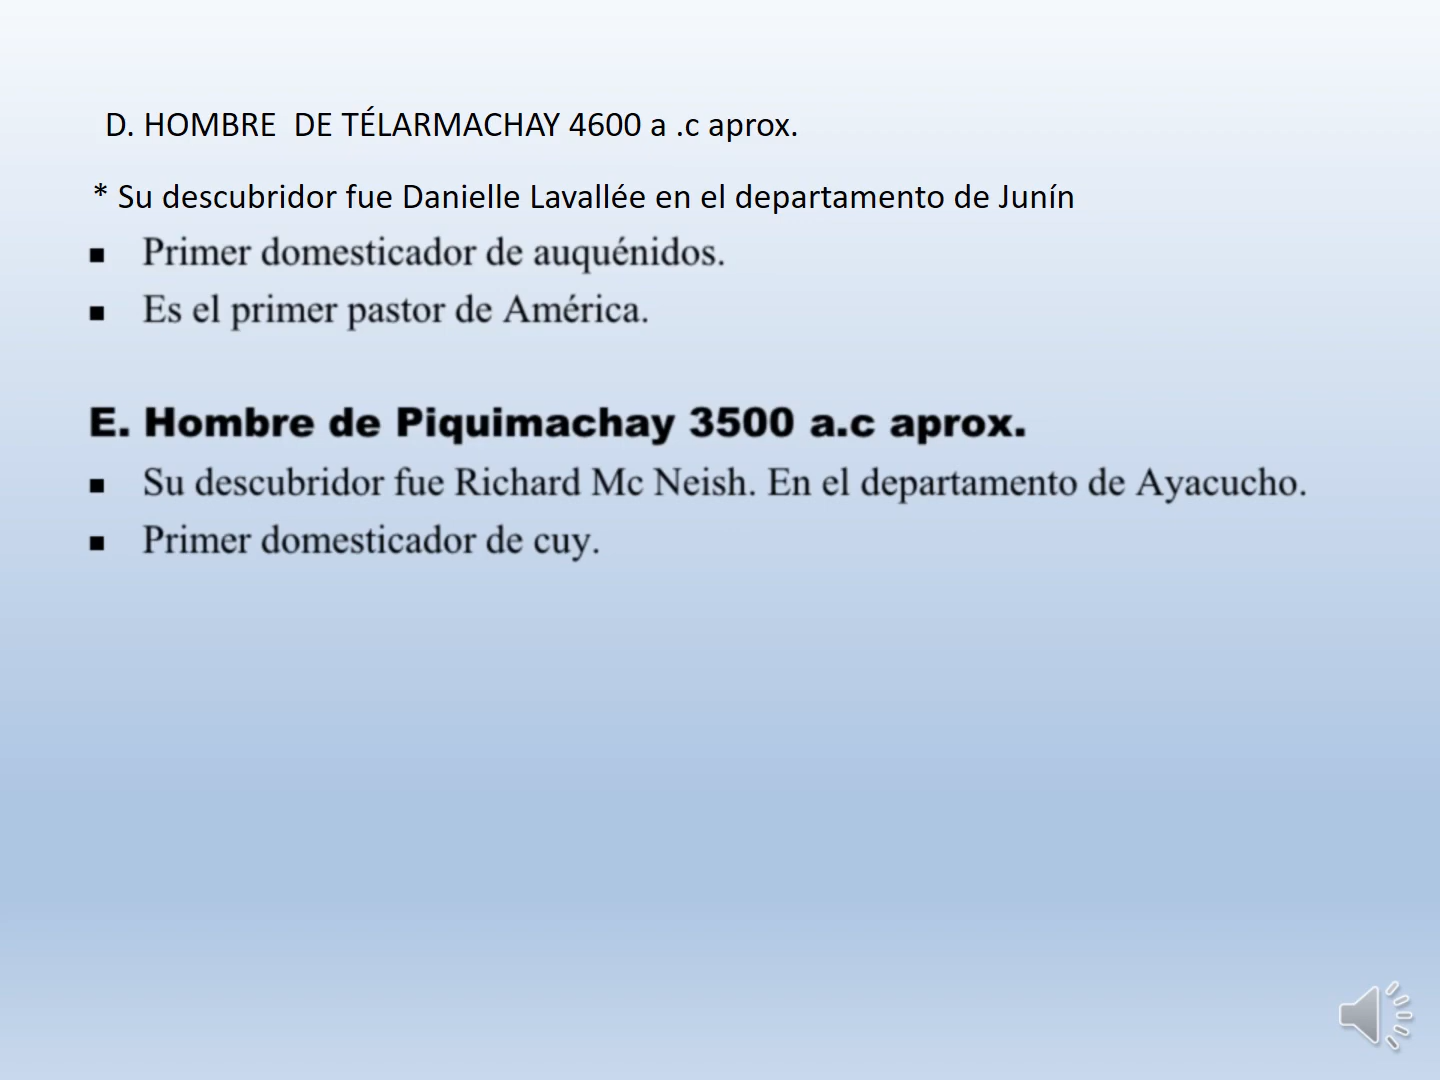 D. HOMBRE  DE TÉLARMACHAY 4600 a .c aprox.
* Su descubridor fue Danielle Lavallée en el departamento de Junín
▪ Primer domesticador de auquénidos.
▪ Es el primer pastor de América.
E. Hombre de Piquimachay 3500 a.c aprox.
▪ Su descubridor fue Richard Mc Neish. En el departamento de Ayacucho.
▪ Primer domesticador de cuy.